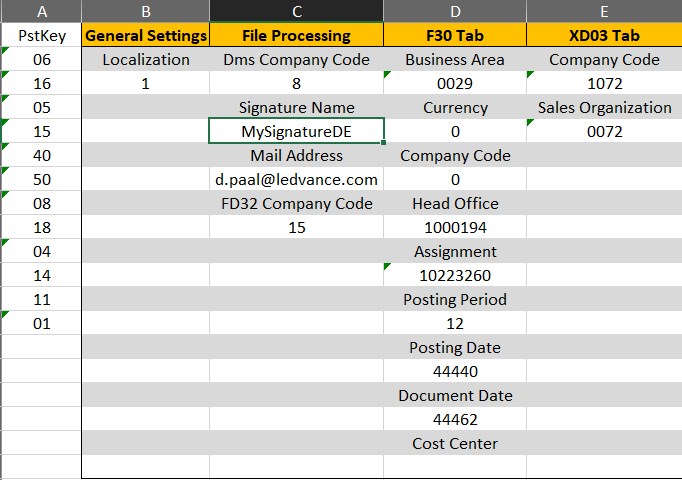 A B C D E
PstKey General Settings File Processing F30 Tab XD03 Tab
06 Localization Dms Company Code Business Area Company Code
16 1 8 0029 1072
05 Signature Name Currency Sales Organization
15 MySignatureDE 0 0072
40 Mail Address Company Code
50 d.paal@ledvance.com 0
08 FD32 Company Code Head Office
18 15 1000194
04 Assignment
14 10223260
11 Posting Period
01 12
Posting Date
44440
Document Date
44462
Cost Center